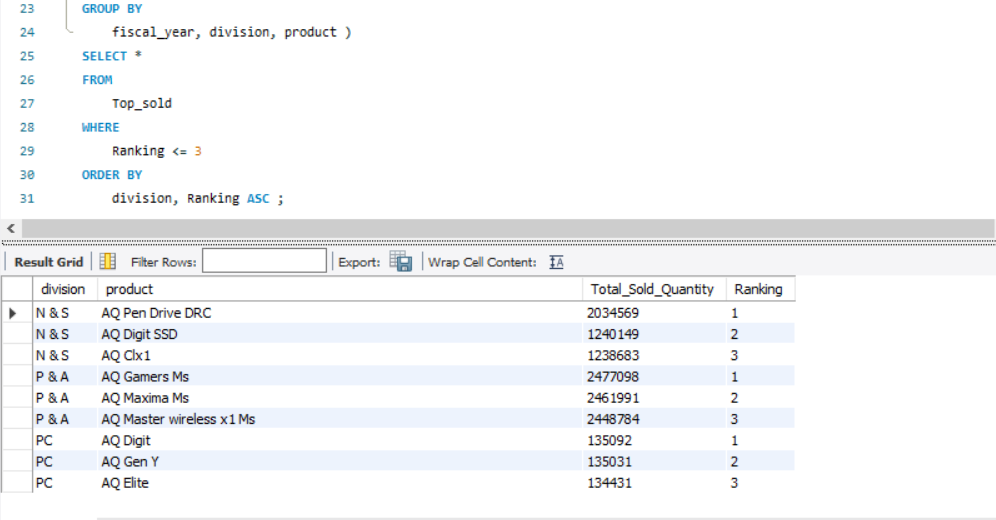 23 GROUP BY
24 fiscal_year, division, product )
25 SELECT *
26 FROM
27 Top_sold
28 WHERE
29 Ranking <= 3
30 ORDER BY
31 division, Ranking ASC ;
Result Grid Filter Rows: Export: Wrap Cell Content: IA
division product Total_Sold_Quantity Ranking
N & S AQ Pen Drive DRC 2034569 1
N & S AQ Digit SSD 1240149 2
N & S AQ Clx1 1238683 3
P & A AQ Gamers Ms 2477098 1
P & A AQ Maxima Ms 2461991 2
P & A AQ Master wireless x1 Ms 2448784 3
PC AQ Digit 135092 1
PC AQ Gen Y 135031 2
PC AQ Elite 134431 3